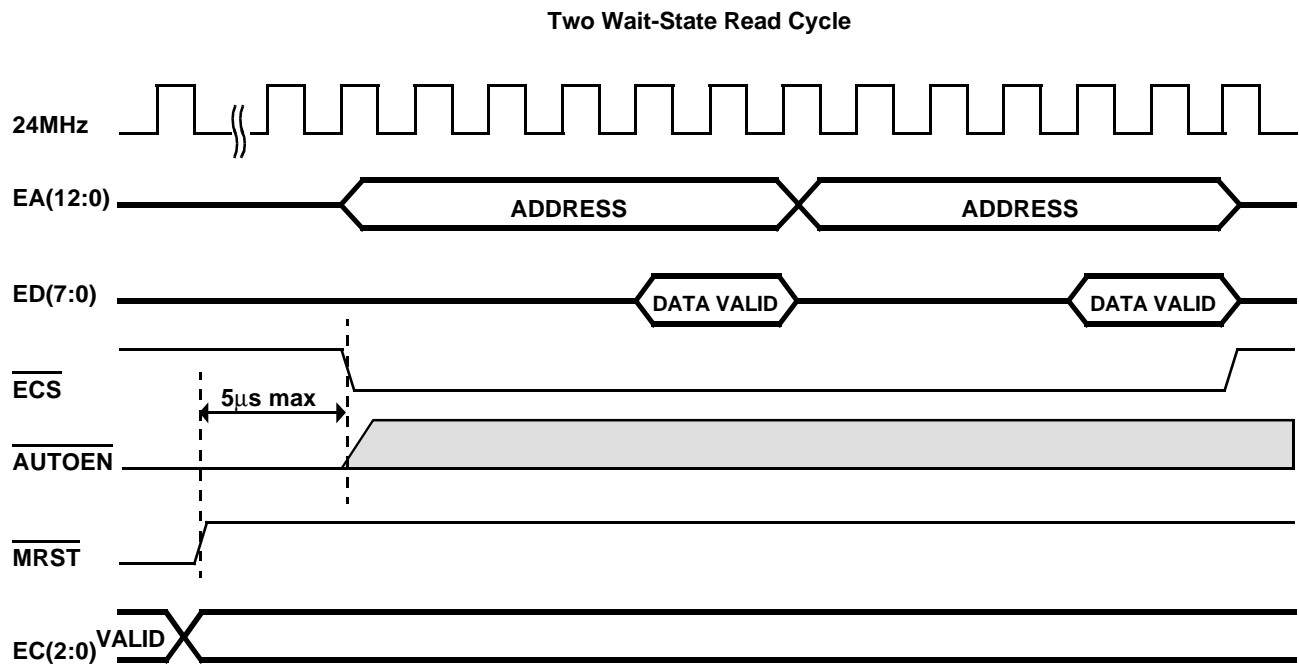 Two Wait-State Read Cycle
24MHz
EA(12:0)
ADDRESS
ADDRESS
ED(7:0)
DATA VALID
DATA VALID
ECS
5μs max
AUTOEN
MRST
EC(2:0)
VALID